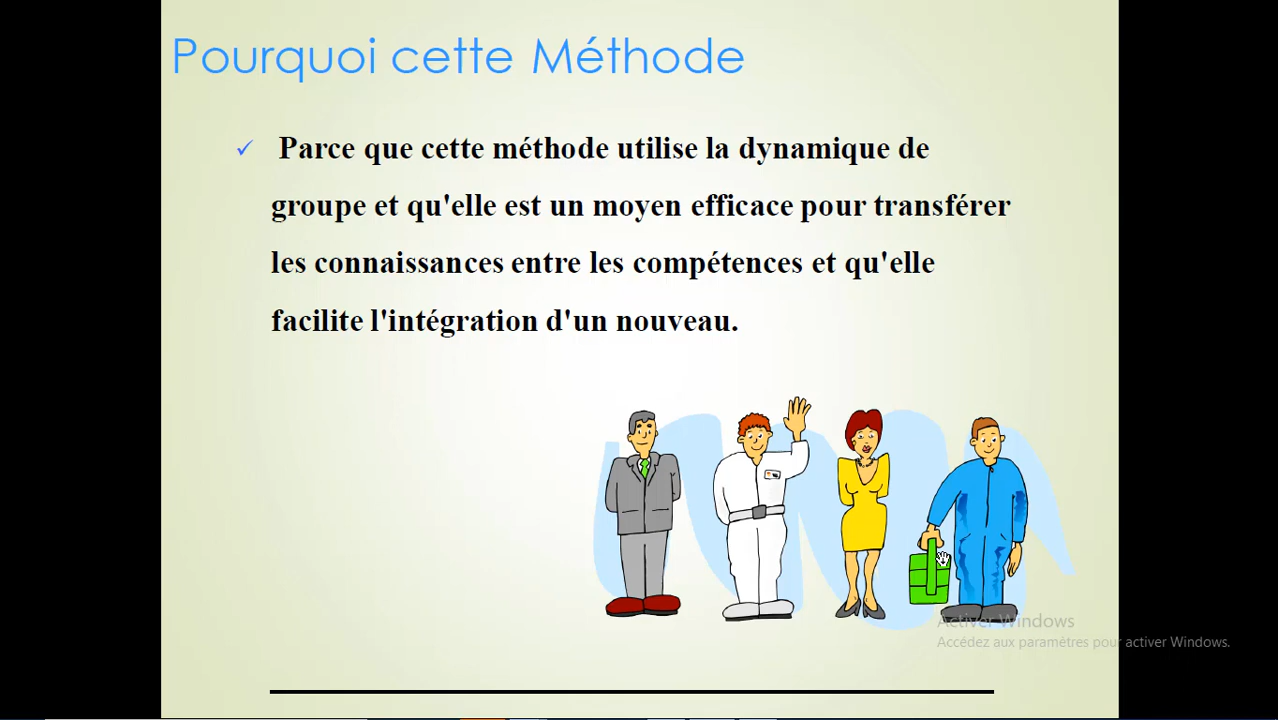 Pourquoi cette Méthode
✓ Parce que cette méthode utilise la dynamique de
groupe et qu'elle est un moyen efficace pour transférer
les connaissances entre les compétences et qu'elle
facilite l'intégration d'un nouveau.
Activer Windows
Accédez aux paramètres pour activer Windows.